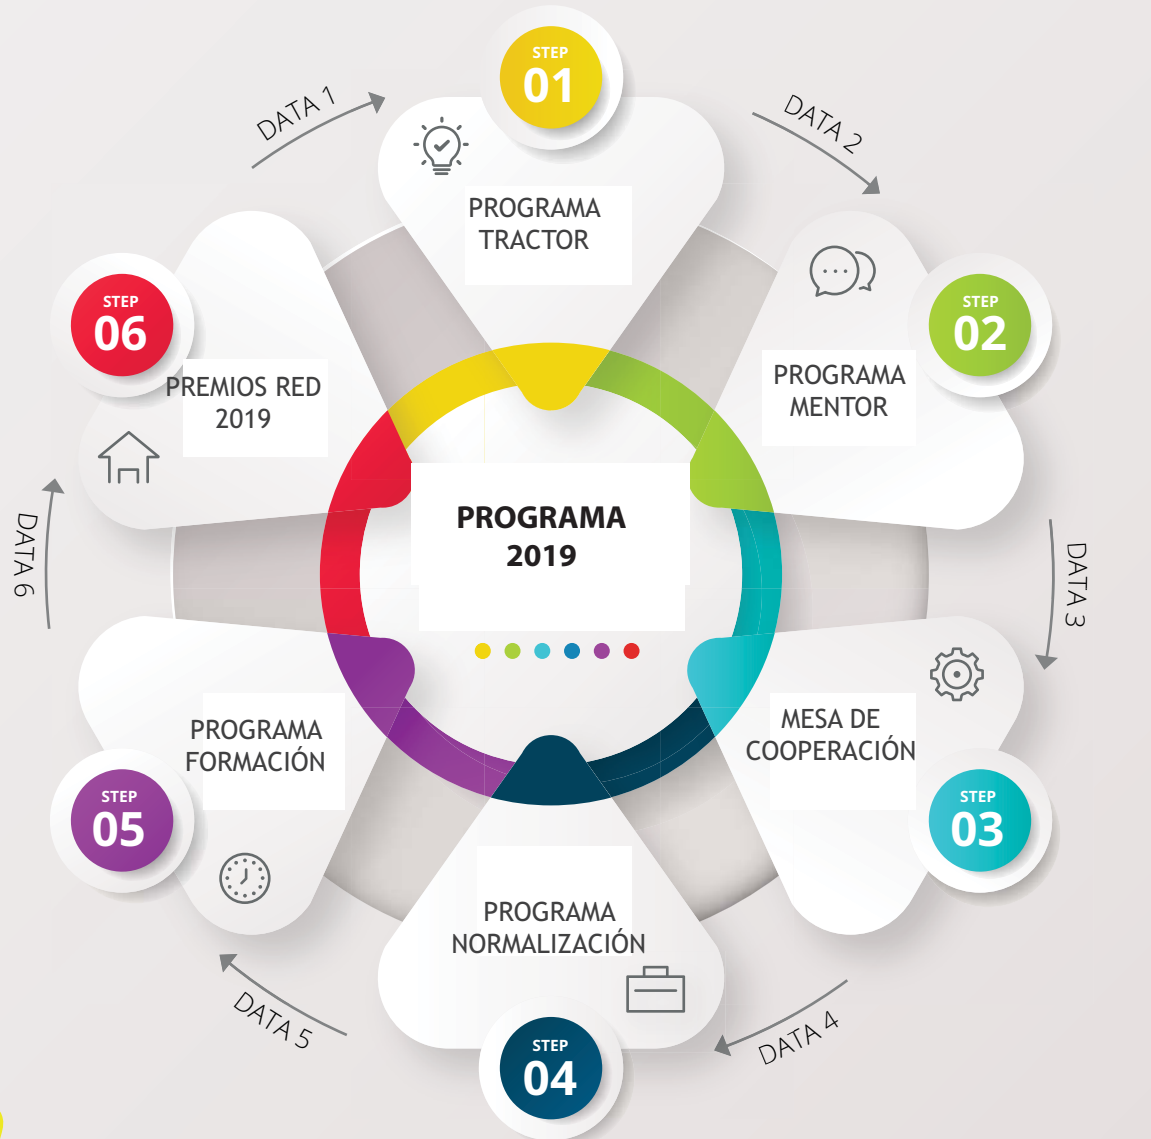 STEP
01
DATA 1
DATA 2
PROGRAMA
TRACTOR
STEP
02
PROGRAMA
MENTOR
DATA 3
STEP
03
MESA DE
COOPERACIÓN
DATA 4
STEP
04
PROGRAMA
NORMALIZACIÓN
DATA 5
STEP
05
PROGRAMA
FORMACIÓN
DATA 6
STEP
06
PREMIOS RED
2019
PROGRAMA
2019